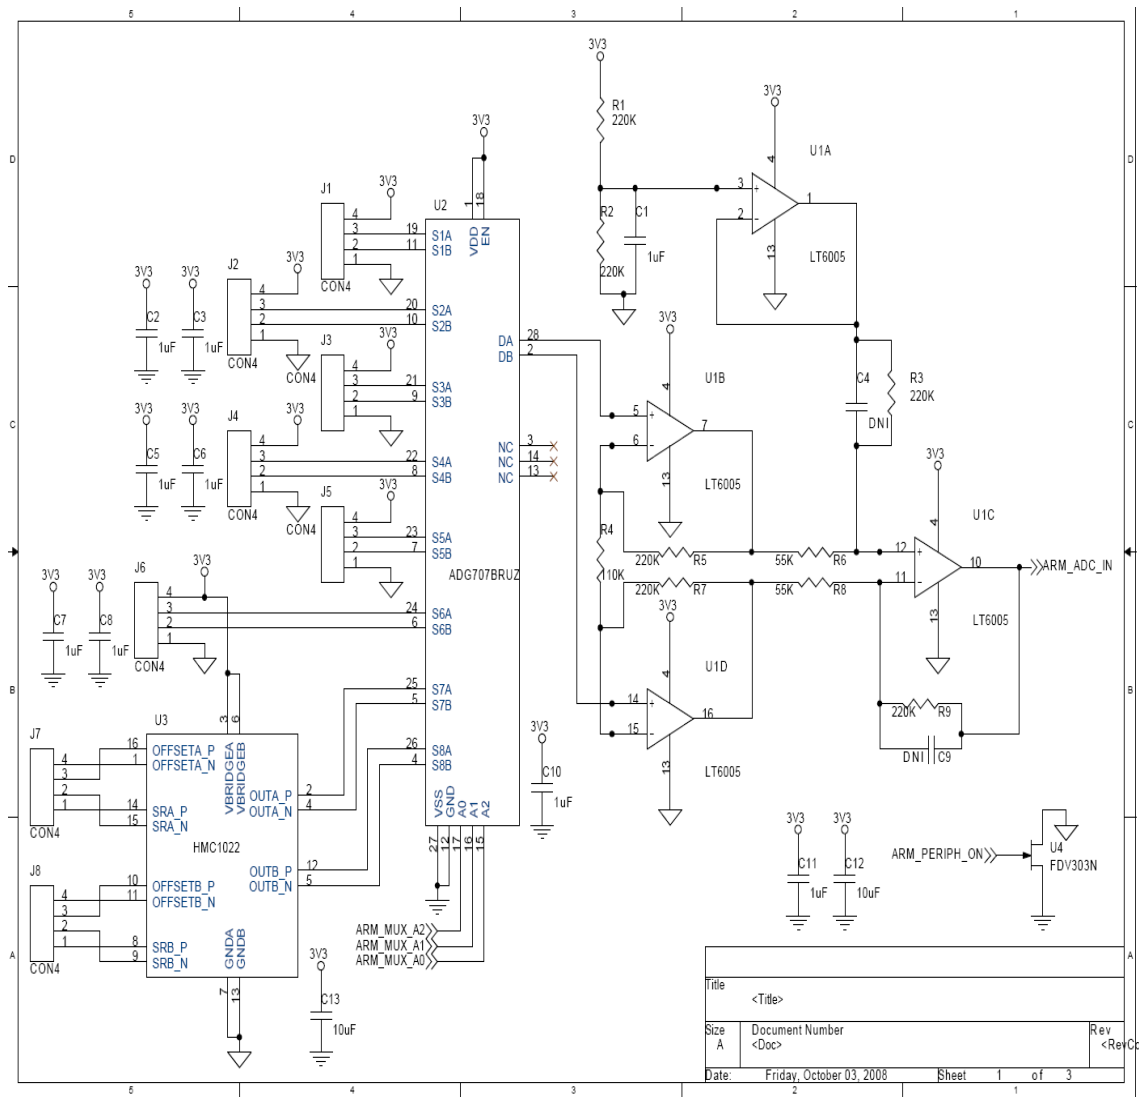 5 4 3 2 1
D
C
B
A
D
C
B
A
3V3
R1
220K
R2
220K
C1
1uF
3V3
4
U1A
3
+
2
-
1
13
LT6005
3V3
1
18
U2
VDD
EN
J1
3V3
4
3
2
1
CON4
19
11
S1A
S1B
3V3
C2
1uF
3V3
C3
1uF
J2
3V3
4
3
2
1
CON4
20
10
S2A
S2B
J3
3V3
4
3
2
1
CON4
21
9
S3A
S3B
3V3
C5
1uF
3V3
C6
1uF
J4
3V3
4
3
2
1
CON4
22
8
S4A
S4B
J5
3V3
4
3
2
1
CON4
23
7
S5A
S5B
ADG707BRUZ
DA
28
DB
2
NC
3
NC
14
NC
13
3V3
4
U1B
5
+
6
-
7
13
LT6005
C4
DNI
R3
220K
R4
110K
220K
R5
55K
R6
220K
R7
55K
R8
3V3
4
U1C
12
+
11
-
10
13
LT6005
ARM_ADC_IN
3V3
C7
1uF
3V3
C8
1uF
J6
3V3
4
3
2
1
CON4
24
6
S6A
S6B
25
5
S7A
S7B
26
4
S8A
S8B
3V3
4
U1D
14
+
15
-
16
13
LT6005
220K
R9
DNI
C9
U3
3
6
VBRIDGEA
VBRIDGEB
J7
4
3
2
1
CON4
16
1
OFFSETA_P
OFFSETA_N
14
15
SRA_P
SRA_N
OUTA_P
OUTA_N
2
4
HMC1022
J8
4
3
2
1
CON4
10
11
OFFSETB_P
OFFSETB_N
8
9
SRB_P
SRB_N
OUTB_P
OUTB_N
12
5
GNDA
GNDB
7
13
VSS
GND
A0
A1
A2
27
12
17
16
15
3V3
C10
1uF
ARM_MUX_A2
ARM_MUX_A1
ARM_MUX_A0
3V3
C13
10uF
3V3
C11
1uF
3V3
C12
10uF
ARM_PERIPH_ON
U4
FDV303N
Title
<Title>
Size
A
Document Number
<Doc>
Rev
Date: Friday, October 03, 2008 Sheet 1 of 3
5 4 3 2 1